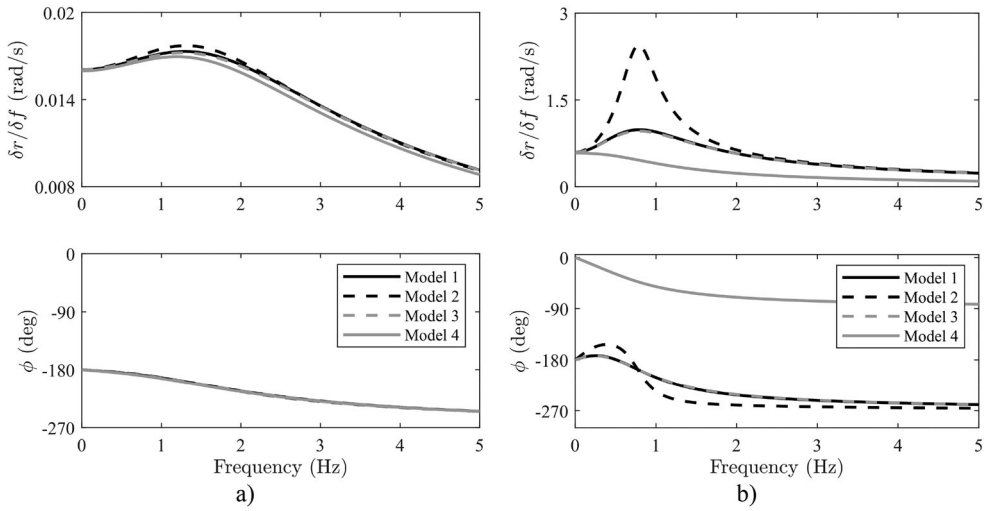 0.02
0.014
0.008
δr/δf (rad/s)
0 1 2 3 4 5
3
1.5
0
δr/δf (rad/s)
0 1 2 3 4 5
0
-90
-180
-270
ϕ (deg)
Model 1
Model 2
Model 3
Model 4
0 1 2 3 4 5
Frequency (Hz)
a)
0
-90
-180
-270
ϕ (deg)
Model 1
Model 2
Model 3
Model 4
0 1 2 3 4 5
Frequency (Hz)
b)